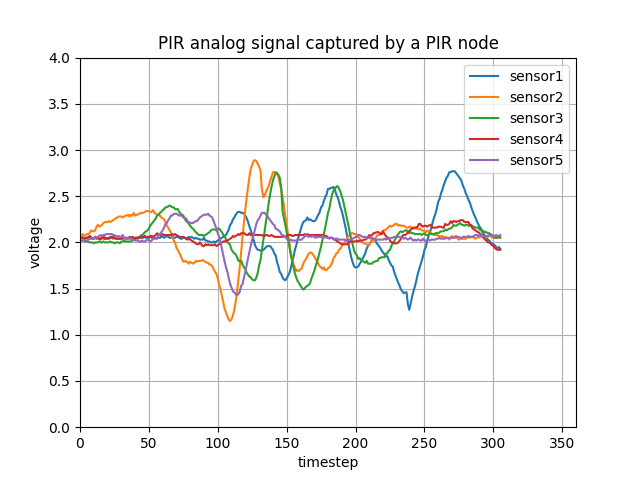 PIR analog signal captured by a PIR node
4.0
3.5
3.0
2.5
2.0
1.5
1.0
0.5
0.0
voltage
sensor1
sensor2
sensor3
sensor4
sensor5
0 50 100 150 200 250 300 350
timestep